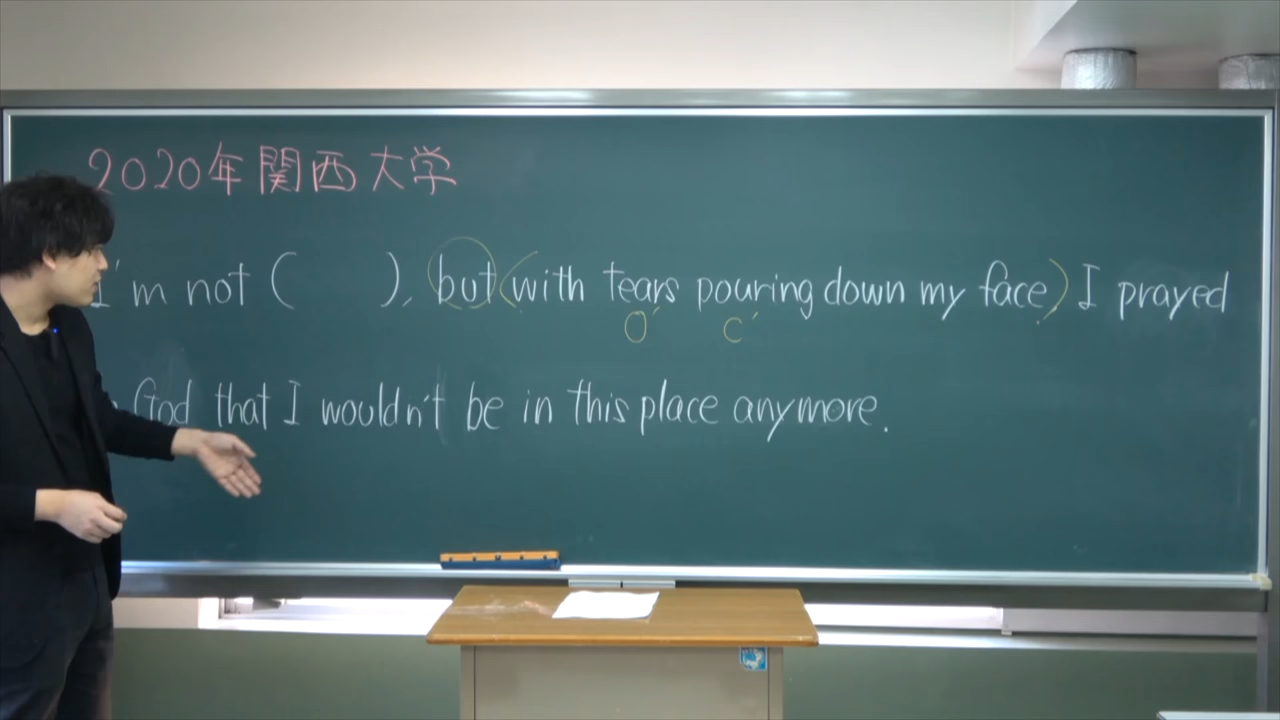 2020年関西大学
I'm not (      ), but (with tears pouring down my face) I prayed
O' C'
God that I wouldn't be in this place anymore.